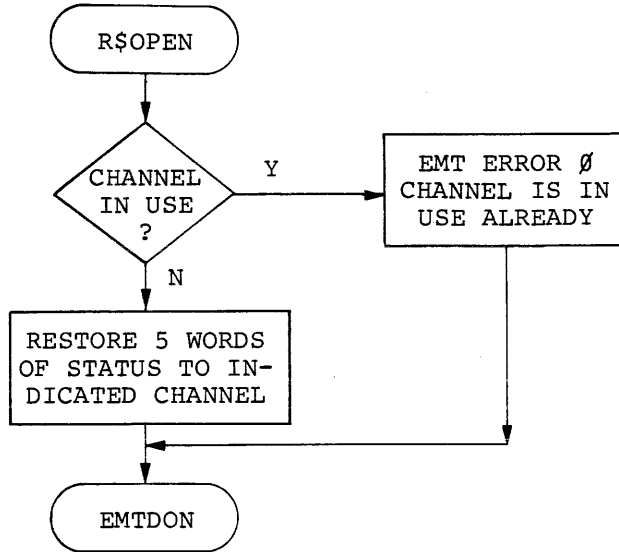 R$OPEN
CHANNEL
IN USE
?
Y
EMT ERROR Ø
CHANNEL IS IN
USE ALREADY
N
RESTORE 5 WORDS
OF STATUS TO IN-
DICATED CHANNEL
EMTDON